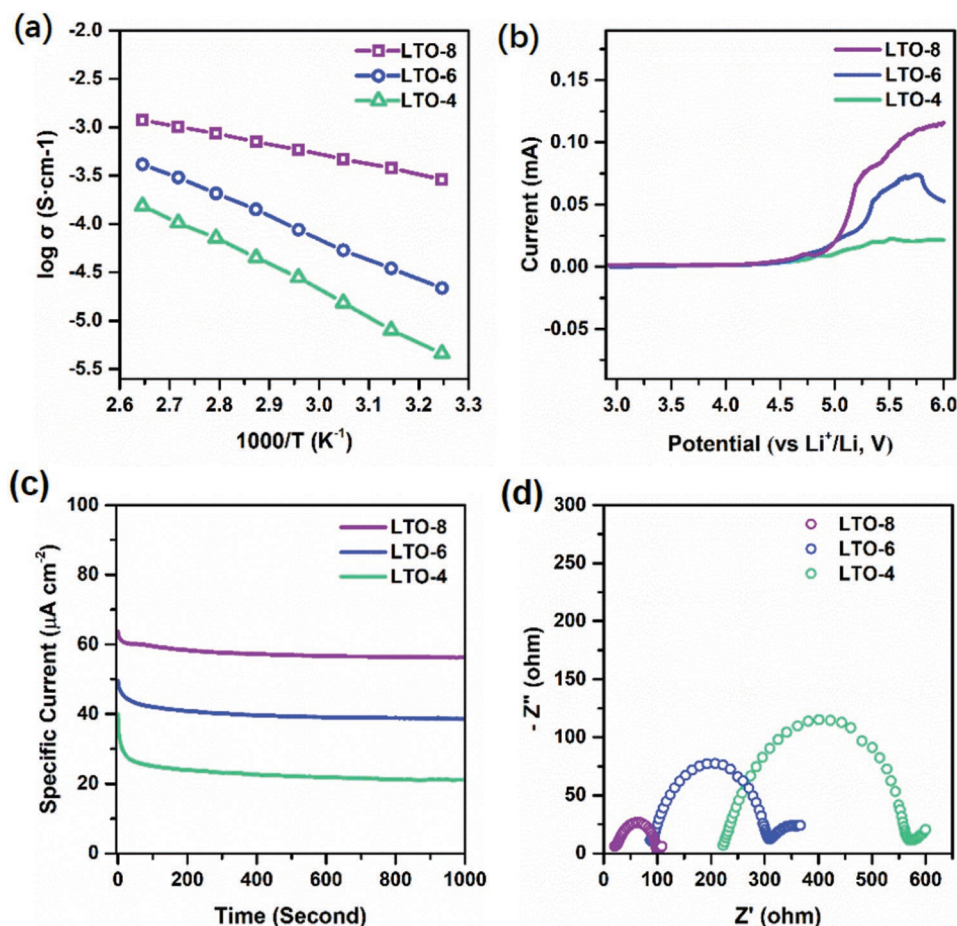 (a)
-2.0
-2.5
-3.0
-3.5
-4.0
-4.5
-5.0
-5.5
log σ (S·cm-1)
LTO-8
LTO-6
LTO-4
2.6 2.7 2.8 2.9 3.0 3.1 3.2 3.3
1000/T (K⁻¹)
(b)
0.15
0.10
0.05
0.00
-0.05
Current (mA)
LTO-8
LTO-6
LTO-4
3.0 3.5 4.0 4.5 5.0 5.5 6.0
Potential (vs Li⁺/Li, V)
(c)
100
80
60
40
20
0
Specific Current (μA cm⁻²)
LTO-8
LTO-6
LTO-4
0 200 400 600 800 1000
Time (Second)
(d)
300
250
200
150
100
50
0
- Z" (ohm)
LTO-8
LTO-6
LTO-4
0 100 200 300 400 500 600
Z' (ohm)